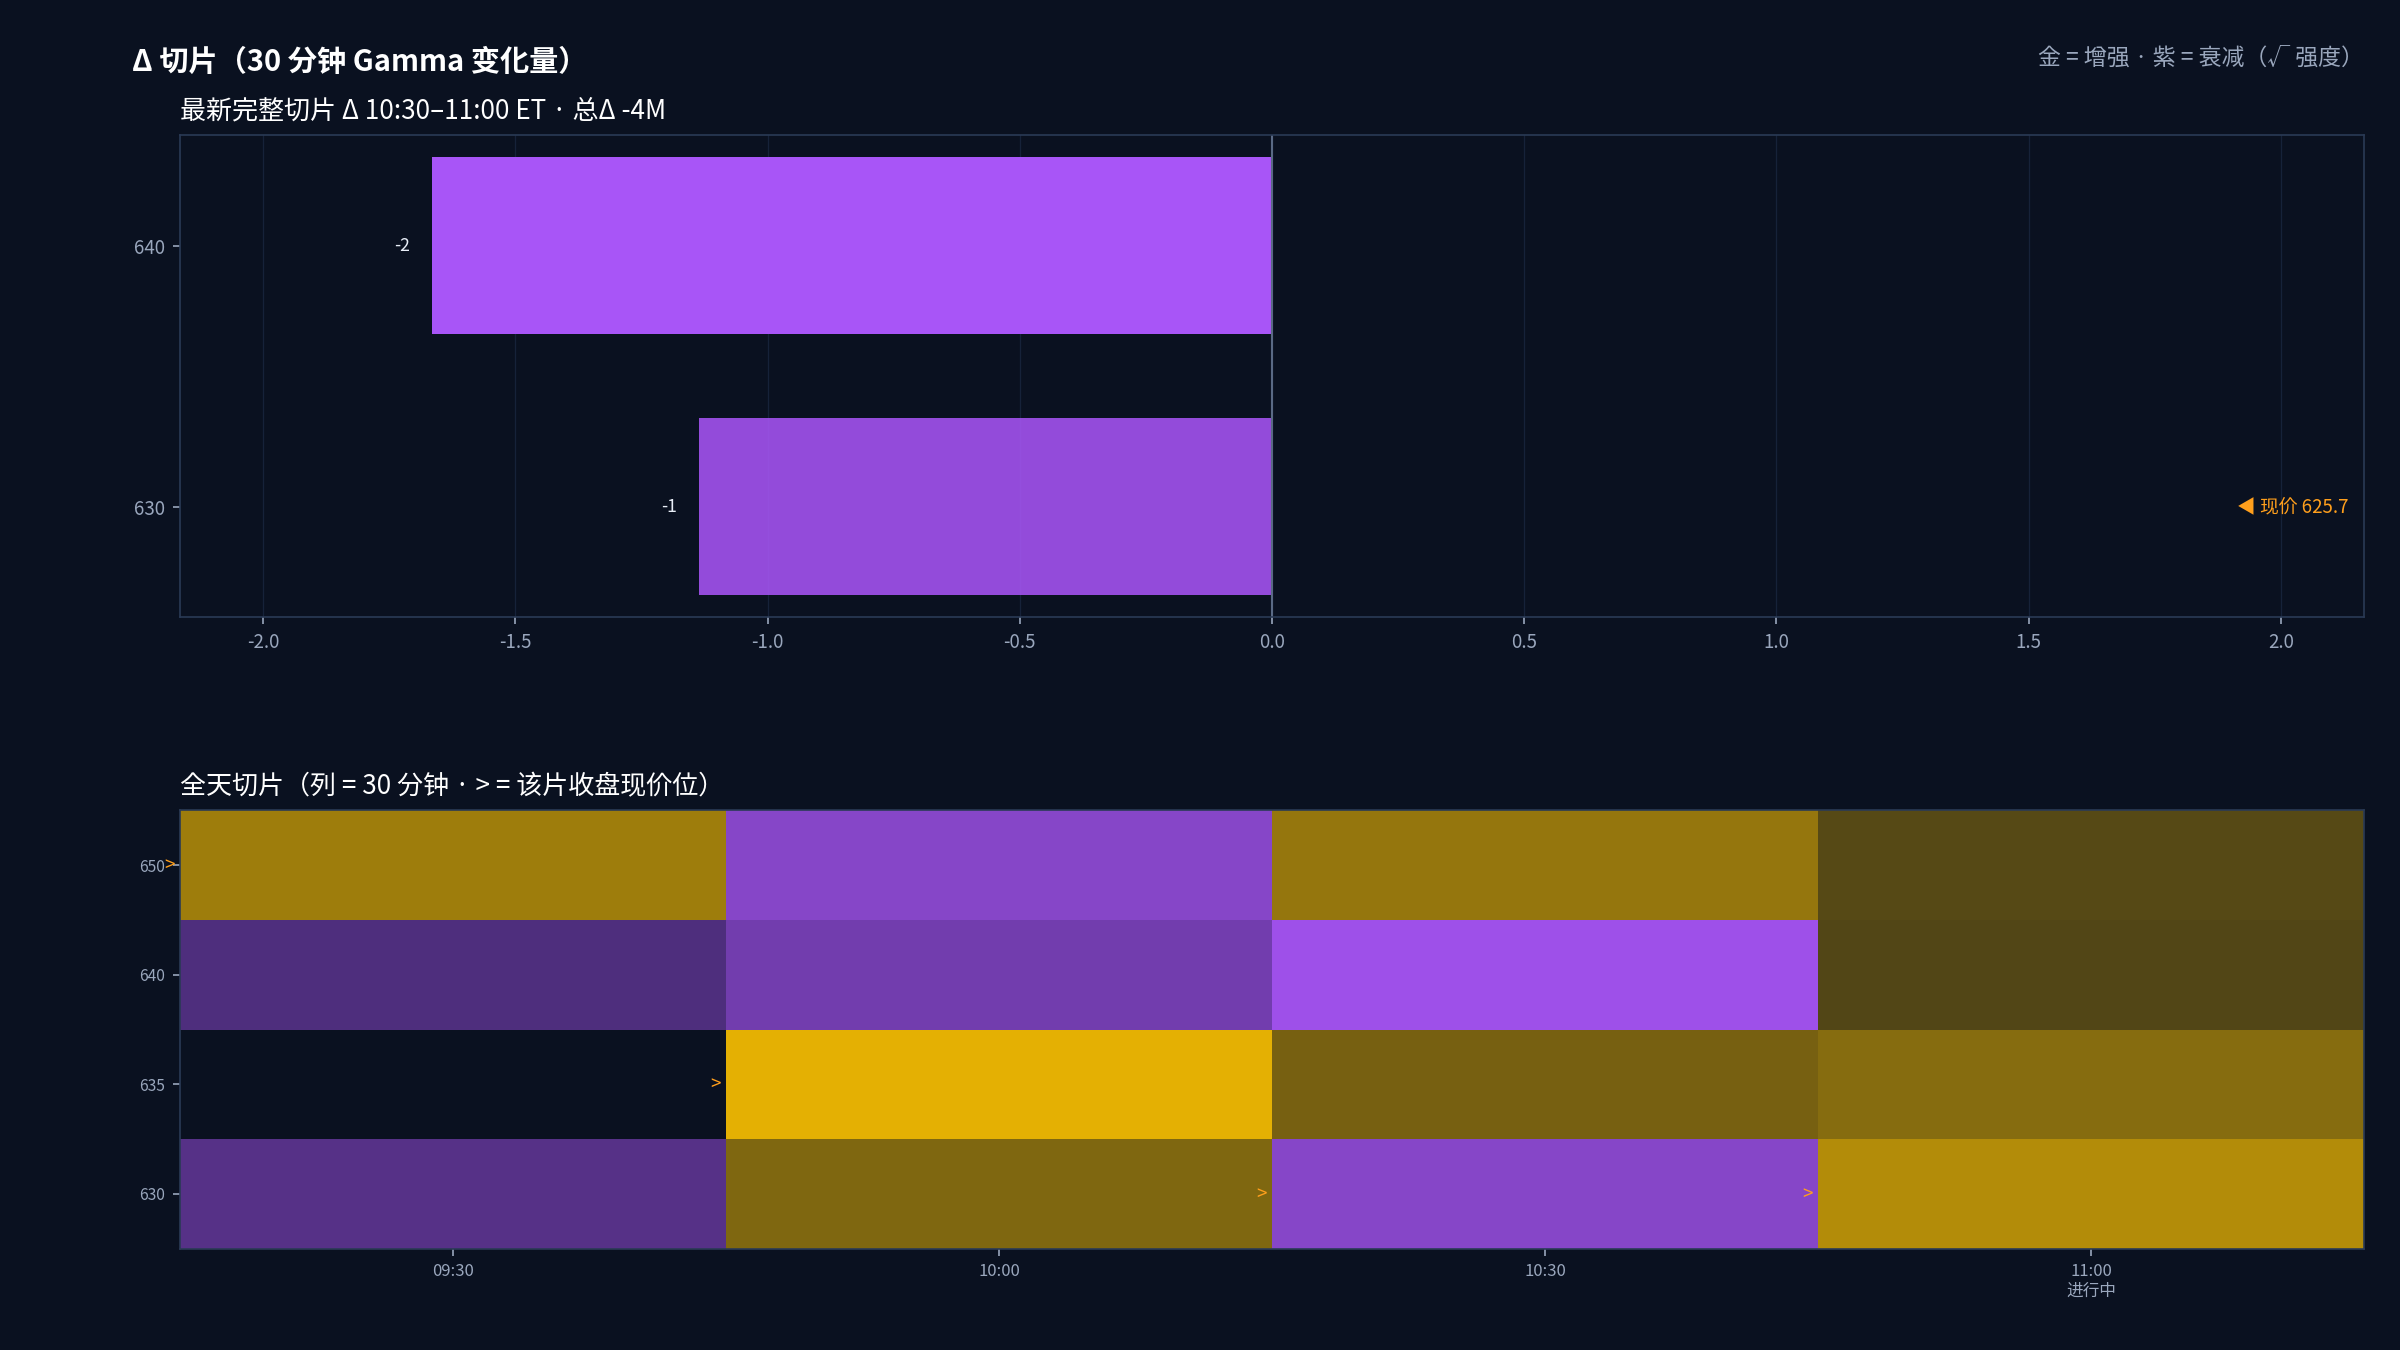 Δ 切片（30 分钟 Gamma 变化量）
金 = 增强 · 紫 = 衰减（√ 强度）
最新完整切片 Δ 10:30–11:00 ET · 总Δ -4M
640
-2
630
-1
◀ 现价 625.7
-2.0 -1.5 -1.0 -0.5 0.0 0.5 1.0 1.5 2.0
全天切片（列 = 30 分钟 · > = 该片收盘现价位）
650 >
640
635 >
630 > >
09:30 10:00 10:30 11:00
进行中